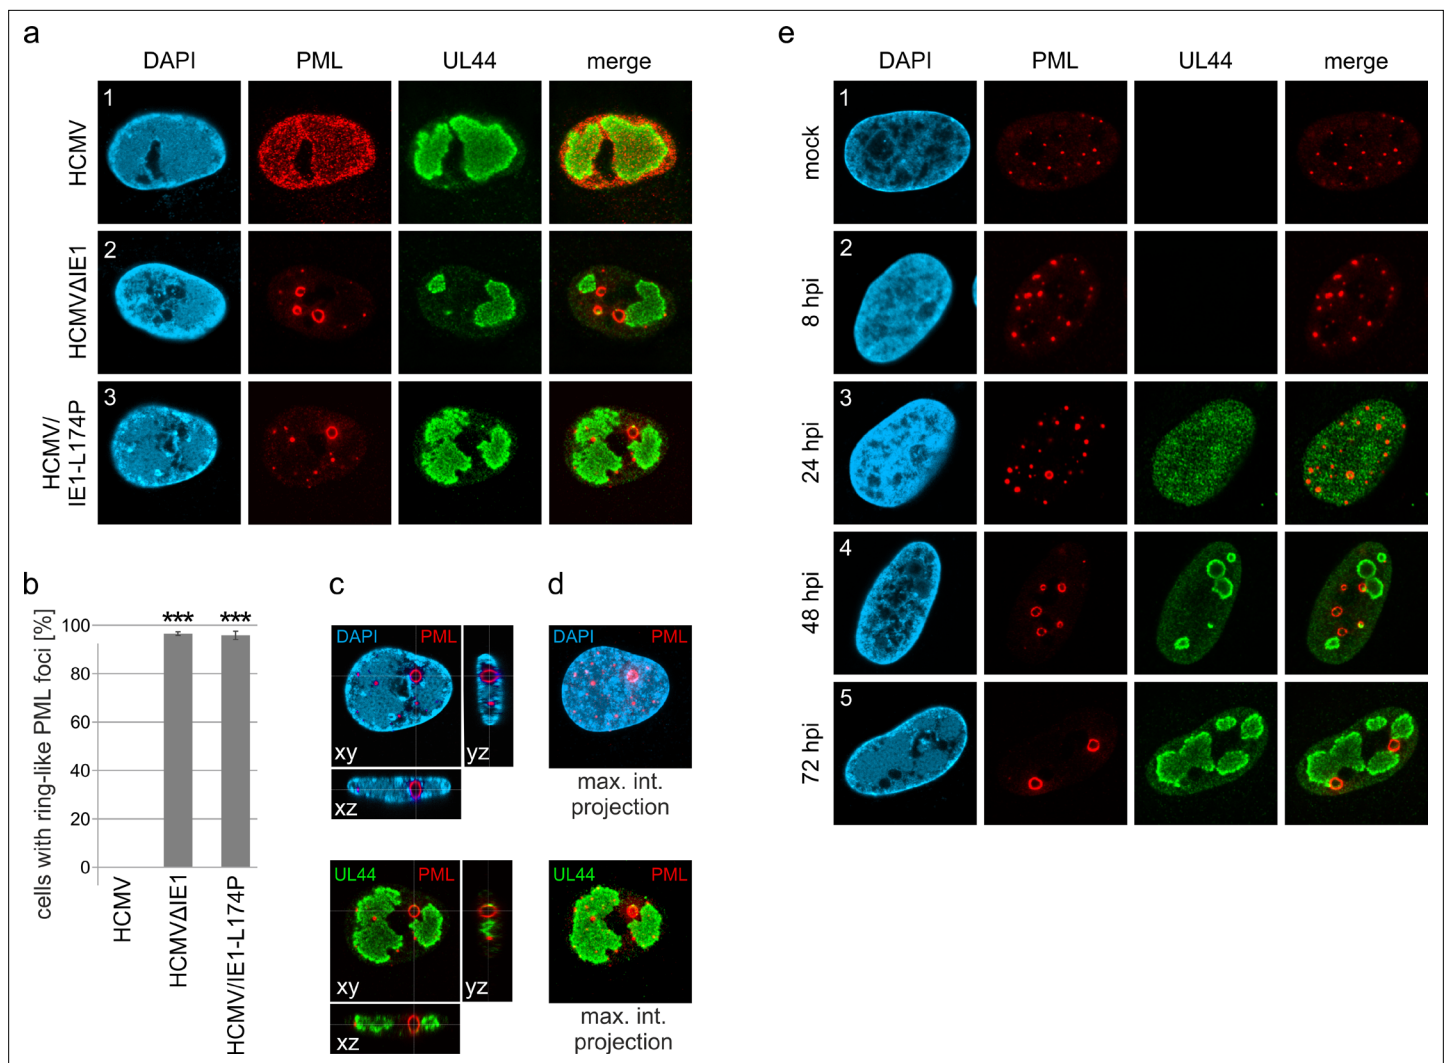 a
DAPI PML UL44 merge
HCMV
1
HCMVΔIE1
2
HCMV/
IE1-L174P
3
b
cells with ring-like PML foci [%]
100
80
60
40
20
0
***
***
HCMV
HCMVΔIE1
HCMV/IE1-L174P
c
DAPI PML
xy
yz
xz
UL44 PML
xy
yz
xz
d
DAPI PML
max. int.
projection
UL44 PML
max. int.
projection
e
DAPI PML UL44 merge
mock
1
8 hpi
2
24 hpi
3
48 hpi
4
72 hpi
5